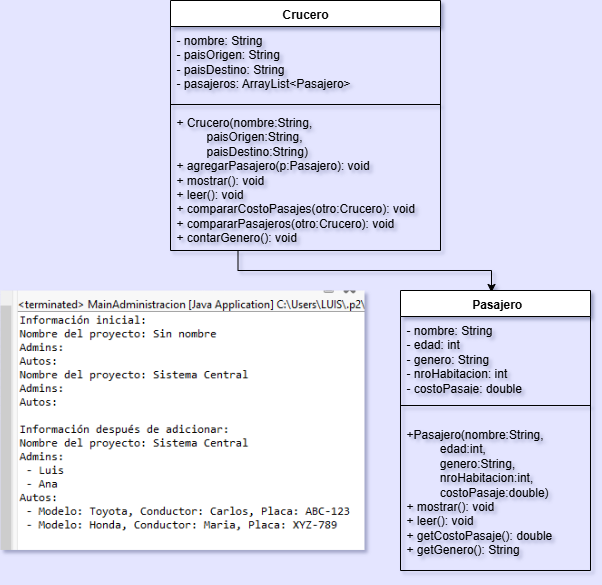 Crucero
- nombre: String
- paisOrigen: String
- paisDestino: String
- pasajeros: ArrayList<Pasajero>
+ Crucero(nombre:String,
paisOrigen:String,
paisDestino:String)
+ agregarPasajero(p:Pasajero): void
+ mostrar(): void
+ leer(): void
+ compararCostoPasajes(otro:Crucero): void
+ compararPasajeros(otro:Crucero): void
+ contarGenero(): void
<terminated> MainAdministracion [Java Application] C:\Users\LUIS\.p2\
Información inicial:
Nombre del proyecto: Sin nombre
Admins:
Autos:
Nombre del proyecto: Sistema Central
Admins:
Autos:
Información después de adicionar:
Nombre del proyecto: Sistema Central
Admins:
- Luis
- Ana
Autos:
- Modelo: Toyota, Conductor: Carlos, Placa: ABC-123
- Modelo: Honda, Conductor: Maria, Placa: XYZ-789
Pasajero
- nombre: String
- edad: int
- genero: String
- nroHabitacion: int
- costoPasaje: double
+Pasajero(nombre:String,
edad:int,
genero:String,
nroHabitacion:int,
costoPasaje:double)
+ mostrar(): void
+ leer(): void
+ getCostoPasaje(): double
+ getGenero(): String